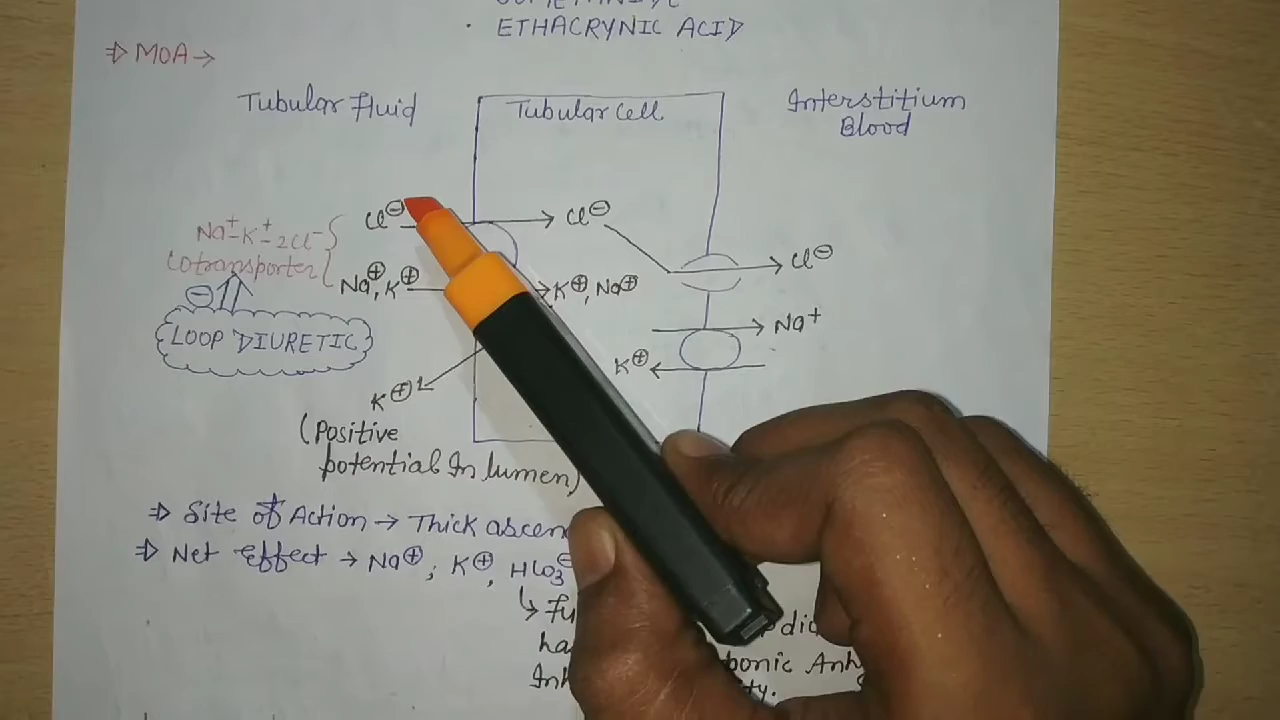 · ETHACRYNIC ACID
⇒ MOA →
Tubular fluid
Tubular Cell
Interstitium
Blood
Na⁺-K⁺-2Cl⁻
Cotransporter
Cl⊖
Cl⊖
Cl⊖
Na⊕, K⊕
K⊕, Na⊕
⊖
LOOP DIURETIC
Na⁺
K⊕
K⊕
(Positive
potential In lumen)
⇒ Site of Action → Thick
⇒ Net Effect → Na⊕, K⊕, HCO₃⊖